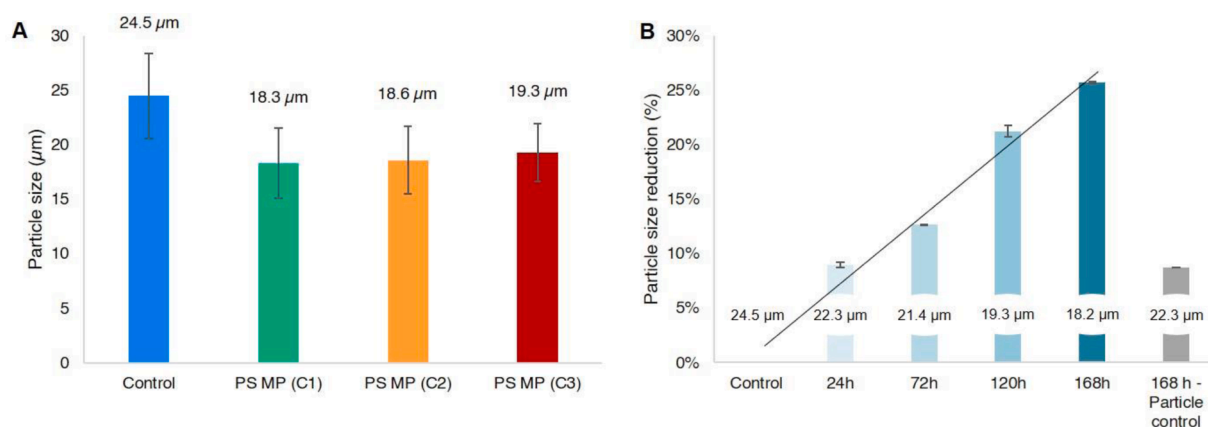 A
24.5 µm
18.3 µm
18.6 µm
19.3 µm
Particle size (µm)
30
25
20
15
10
5
0
Control
PS MP (C1)
PS MP (C2)
PS MP (C3)
B
Particle size reduction (%)
30%
25%
20%
15%
10%
5%
0%
24.5 µm
22.3 µm
21.4 µm
19.3 µm
18.2 µm
22.3 µm
Control
24h
72h
120h
168h
168 h -
Particle
control